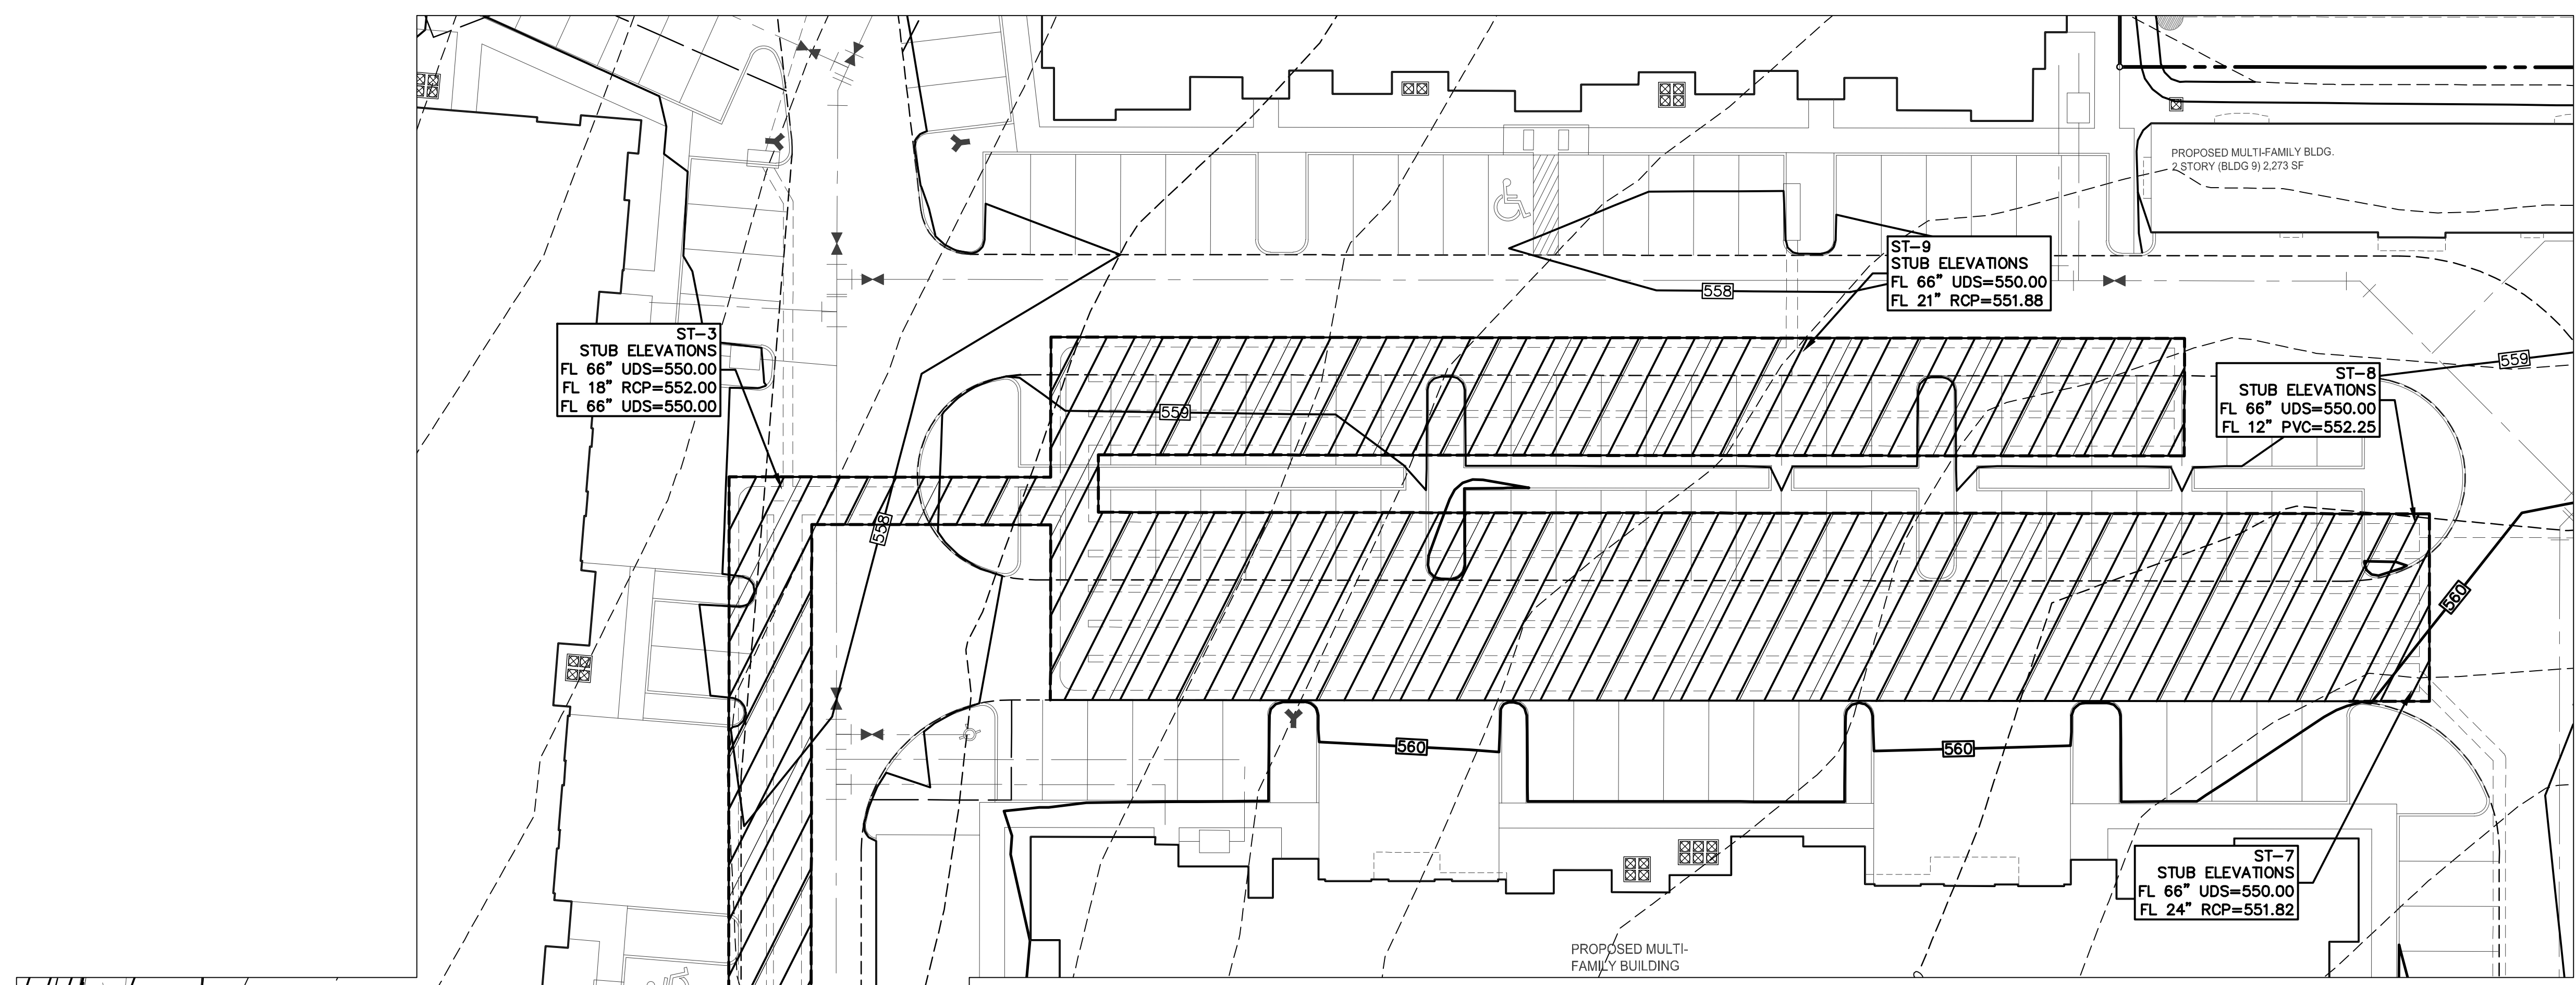 PROPOSED MULTI-FAMILY BLDG.
2 STORY (BLDG 9) 2,273 SF
ST-9
STUB ELEVATIONS
FL 66" UDS=550.00
FL 21" RCP=551.88
558
ST-3
STUB ELEVATIONS
FL 66" UDS=550.00
FL 18" RCP=552.00
FL 66" UDS=550.00
559
ST-8
STUB ELEVATIONS
FL 66" UDS=550.00
FL 12" PVC=552.25
559
558
560
560
560
ST-7
STUB ELEVATIONS
FL 66" UDS=550.00
FL 24" RCP=551.82
PROPOSED MULTI-
FAMILY BUILDING